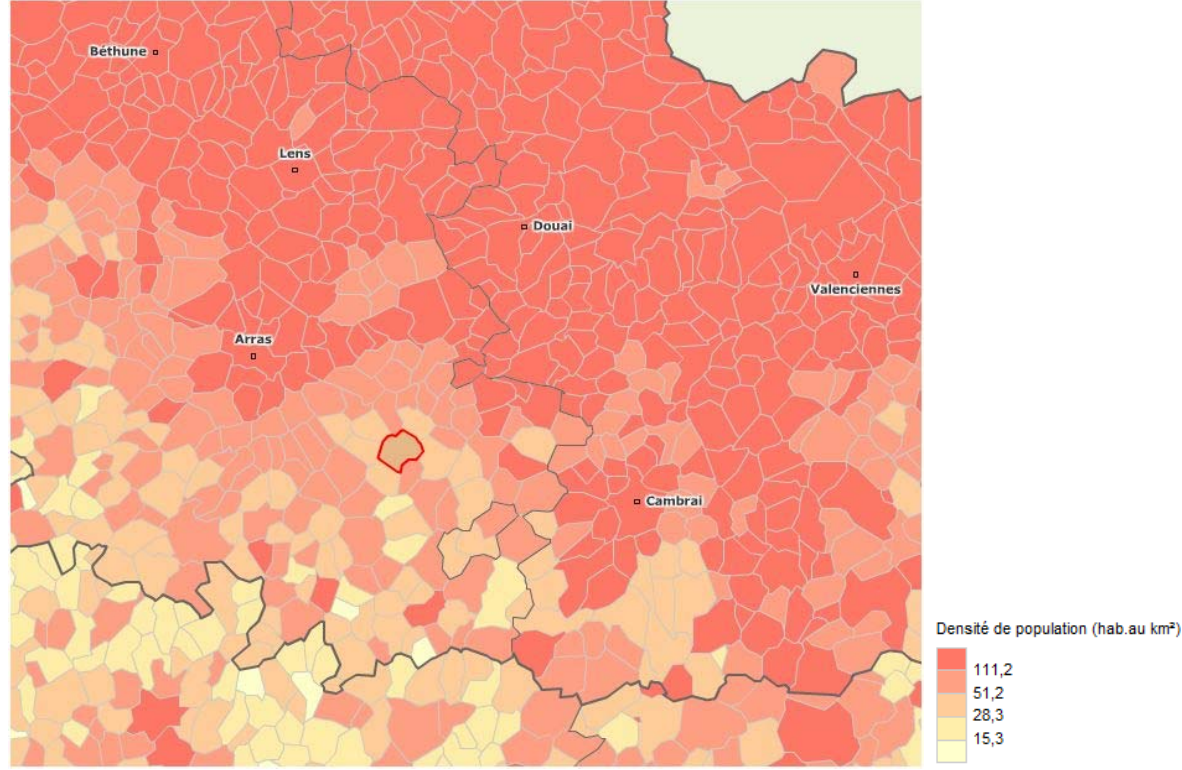 Béthune
Lens
Douai
Valenciennes
Arras
Cambrai
Densité de population (hab.au km²)
111,2
51,2
28,3
15,3